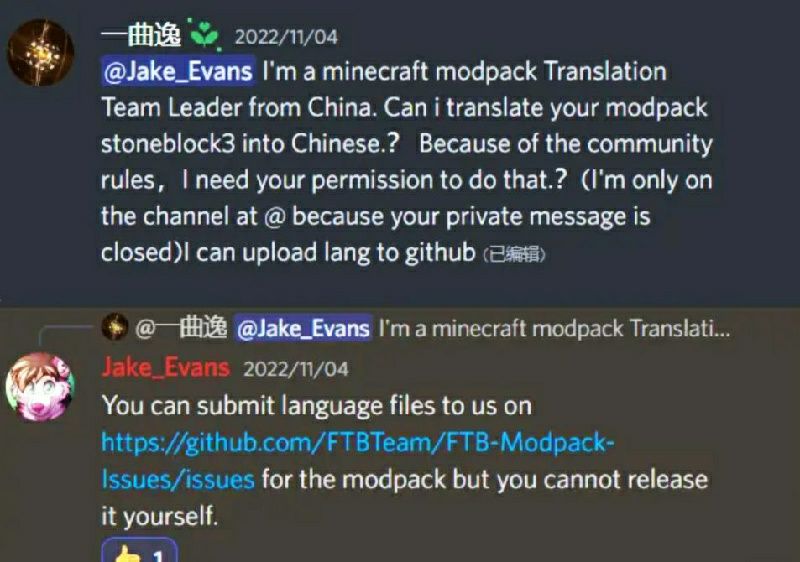 一曲逸 2022/11/04
@Jake_Evans I'm a minecraft modpack Translation
Team Leader from China. Can i translate your modpack
stoneblock3 into Chinese.？ Because of the community
rules，I need your permission to do that.？（I'm only on
the channel at @ because your private message is
closed)I can upload lang to github (已编辑)
@一曲逸 @Jake_Evans I'm a minecraft modpack Translati...
Jake_Evans 2022/11/04
You can submit language files to us on
https://github.com/FTBTeam/FTB-Modpack-
Issues/issues for the modpack but you cannot release
it yourself.
1